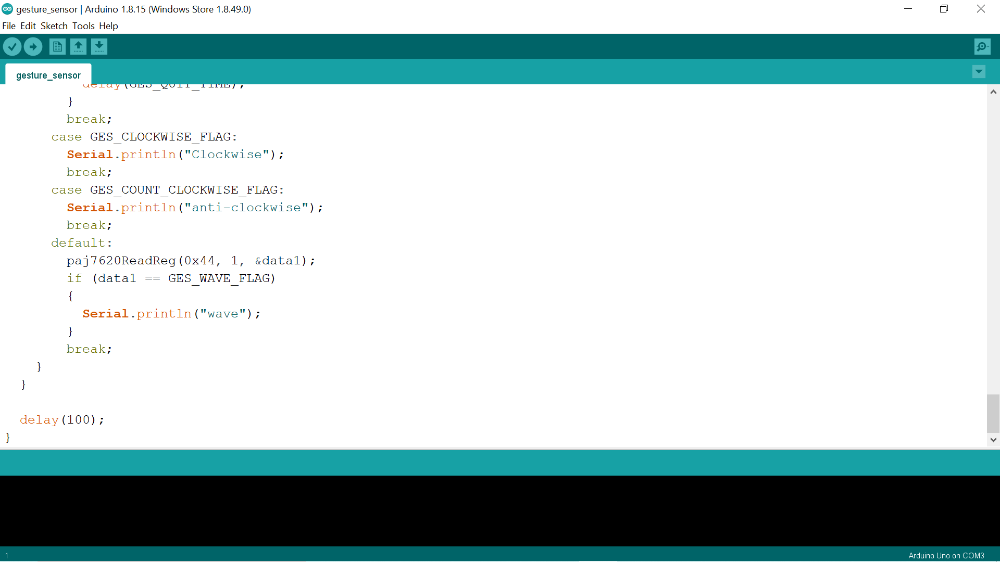 gesture_sensor | Arduino 1.8.15 (Windows Store 1.8.49.0)
File Edit Sketch Tools Help
gesture_sensor
delay(GES_QUIT_TIME);
}
break;
case GES_CLOCKWISE_FLAG:
Serial.println("Clockwise");
break;
case GES_COUNT_CLOCKWISE_FLAG:
Serial.println("anti-clockwise");
break;
default:
paj7620ReadReg(0x44, 1, &data1);
if (data1 == GES_WAVE_FLAG)
{
Serial.println("wave");
}
break;
}
}
delay(100);
}
1
Arduino Uno on COM3